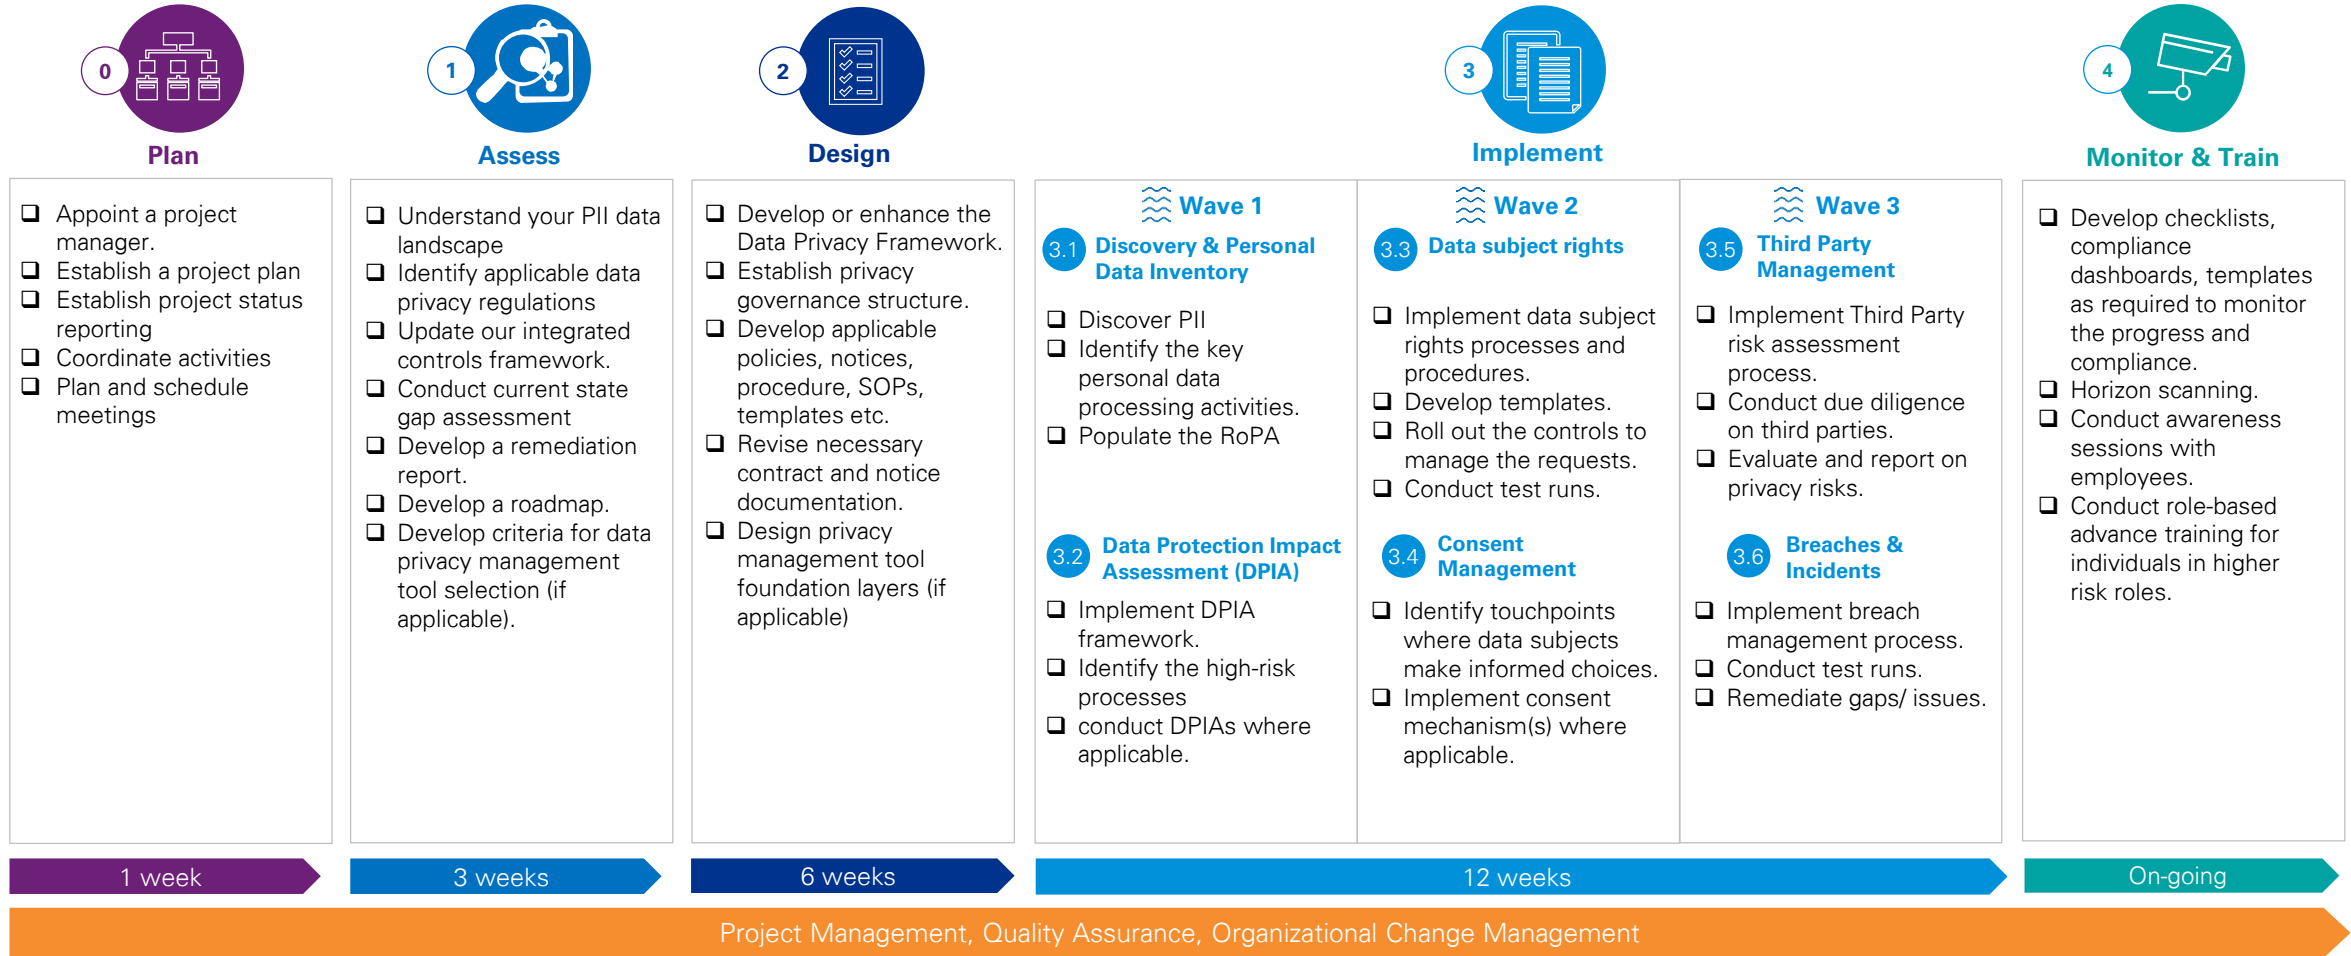 0
Plan
❑ Appoint a project
manager.
❑ Establish a project plan
❑ Establish project status
reporting
❑ Coordinate activities
❑ Plan and schedule
meetings
1 week
1
Assess
❑ Understand your PII data
landscape
❑ Identify applicable data
privacy regulations
❑ Update our integrated
controls framework.
❑ Conduct current state
gap assessment
❑ Develop a remediation
report.
❑ Develop a roadmap.
❑ Develop criteria for data
privacy management
tool selection (if
applicable).
3 weeks
2
Design
❑ Develop or enhance the
Data Privacy Framework.
❑ Establish privacy
governance structure.
❑ Develop applicable
policies, notices,
procedure, SOPs,
templates etc.
❑ Revise necessary
contract and notice
documentation.
❑ Design privacy
management tool
foundation layers (if
applicable)
6 weeks
3
Implement
Wave 1
3.1 Discovery & Personal
Data Inventory
❑ Discover PII
❑ Identify the key
personal data
processing activities.
❑ Populate the RoPA
3.2 Data Protection Impact
Assessment (DPIA)
❑ Implement DPIA
framework.
❑ Identify the high-risk
processes
❑ conduct DPIAs where
applicable.
Wave 2
3.3 Data subject rights
❑ Implement data subject
rights processes and
procedures.
❑ Develop templates.
❑ Roll out the controls to
manage the requests.
❑ Conduct test runs.
3.4 Consent
Management
❑ Identify touchpoints
where data subjects
make informed choices.
❑ Implement consent
mechanism(s) where
applicable.
Wave 3
3.5 Third Party
Management
❑ Implement Third Party
risk assessment
process.
❑ Conduct due diligence
on third parties.
❑ Evaluate and report on
privacy risks.
3.6 Breaches &
Incidents
❑ Implement breach
management process.
❑ Conduct test runs.
❑ Remediate gaps/ issues.
12 weeks
4
Monitor & Train
❑ Develop checklists,
compliance
dashboards, templates
as required to monitor
the progress and
compliance.
❑ Horizon scanning.
❑ Conduct awareness
sessions with
employees.
❑ Conduct role-based
advance training for
individuals in higher
risk roles.
On-going
Project Management, Quality Assurance, Organizational Change Management